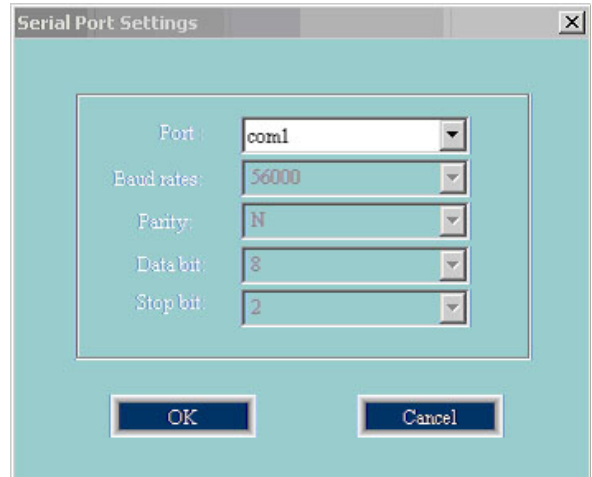 Serial Port Settings
Port : com1
Baud rates: 56000
Parity: N
Data bit: 8
Stop bit: 2
OK Cancel